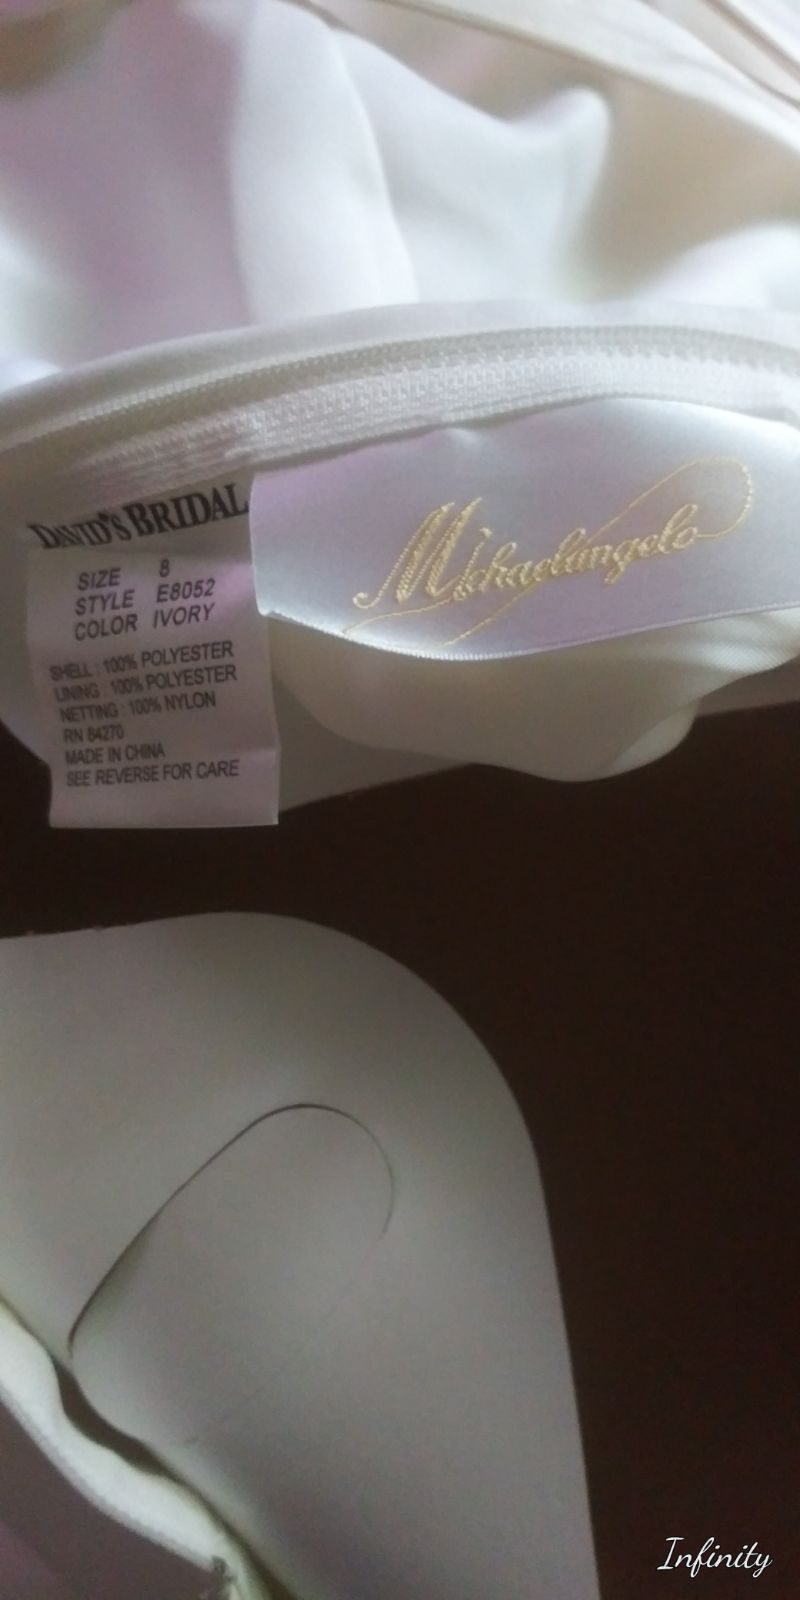 DAVID'S BRIDAL
SIZE 8
STYLE E8052
COLOR IVORY
SHELL : 100% POLYESTER
LINING : 100% POLYESTER
NETTING : 100% NYLON
RN 84270
MADE IN CHINA
SEE REVERSE FOR CARE
Michaelangelo
Infinity